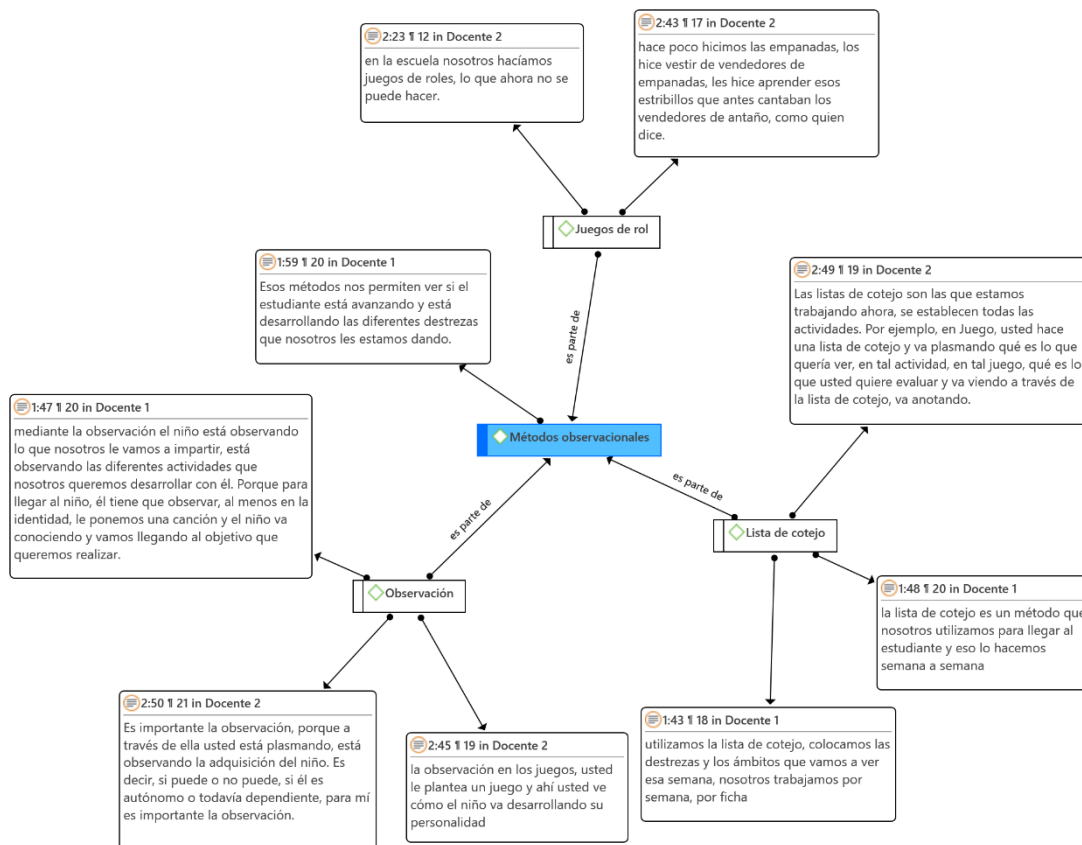 2:23 ¶ 12 in Docente 2
en la escuela nosotros hacíamos
juegos de roles, lo que ahora no se
puede hacer.
2:43 ¶ 17 in Docente 2
hace poco hicimos las empanadas, los
hice vestir de vendedores de
empanadas, les hice aprender esos
estribillos que antes cantaban los
vendedores de antaño, como quien
dice.
Juegos de rol
1:59 ¶ 20 in Docente 1
Esos métodos nos permiten ver si el
estudiante está avanzando y está
desarrollando las diferentes destrezas
que nosotros les estamos dando.
es parte de
2:49 ¶ 19 in Docente 2
Las listas de cotejo son las que estamos
trabajando ahora, se establecen todas las
actividades. Por ejemplo, en Juego, usted hace
una lista de cotejo y va plasmando qué es lo que
quería ver, en tal actividad, en tal juego, qué es lo
que usted quiere evaluar y va viendo a través de
la lista de cotejo, va anotando.
1:47 ¶ 20 in Docente 1
mediante la observación el niño está observando
lo que nosotros le vamos a impartir, está
observando las diferentes actividades que
nosotros queremos desarrollar con él. Porque para
llegar al niño, él tiene que observar, al menos en la
identidad, le ponemos una canción y el niño va
conociendo y vamos llegando al objetivo que
queremos realizar.
Métodos observacionales
es parte de
es parte de
Lista de cotejo
Observación
1:48 ¶ 20 in Docente 1
la lista de cotejo es un método que
nosotros utilizamos para llegar al
estudiante y eso lo hacemos
semana a semana
2:50 ¶ 21 in Docente 2
Es importante la observación, porque a
través de ella usted está plasmando, está
observando la adquisición del niño. Es
decir, si puede o no puede, si él es
autónomo o todavía dependiente, para mí
es importante la observación.
2:45 ¶ 19 in Docente 2
la observación en los juegos, usted
le plantea un juego y ahí usted ve
cómo el niño va desarrollando su
personalidad
1:43 ¶ 18 in Docente 1
utilizamos la lista de cotejo, colocamos las
destrezas y los ámbitos que vamos a ver
esa semana, nosotros trabajamos por
semana, por ficha